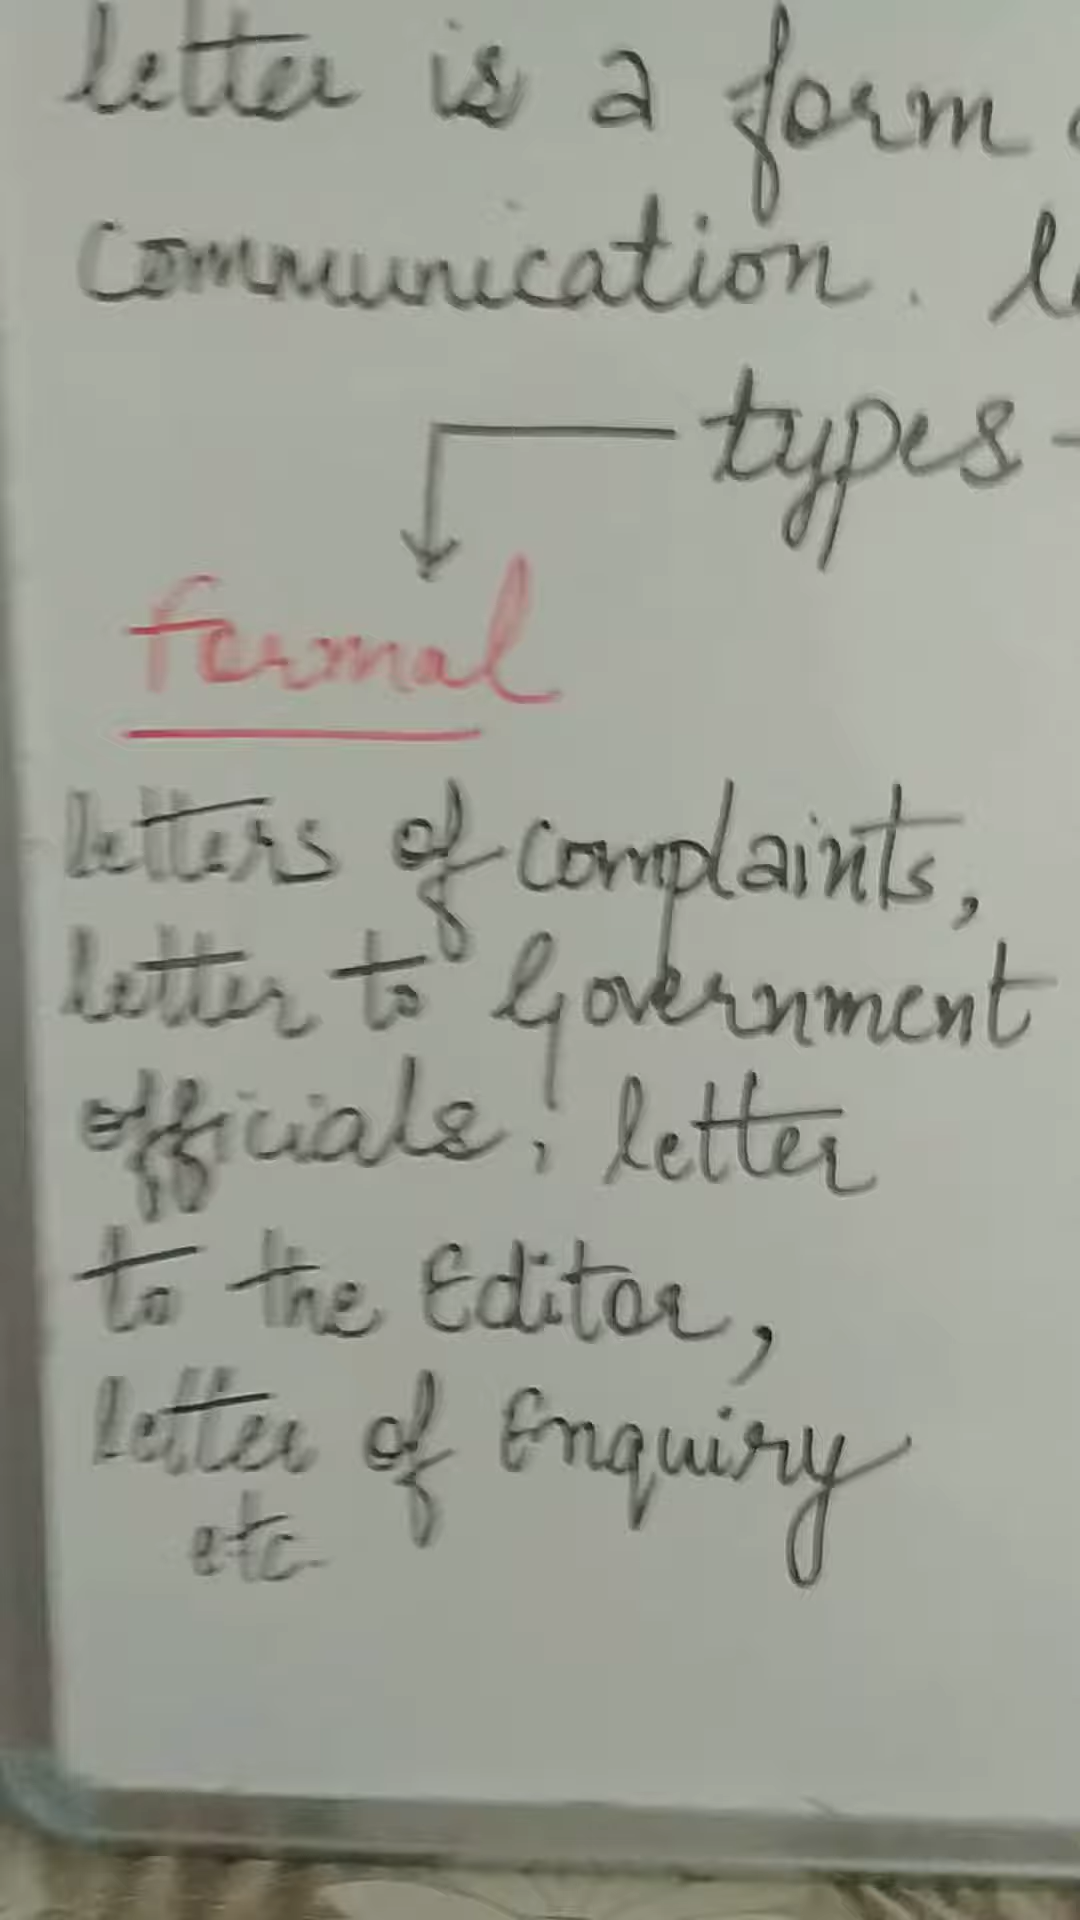 letter is a form
communication.
types
formal
letters of complaints,
letter to Government
officials, letter
to the Editor,
letter of Enquiry
etc